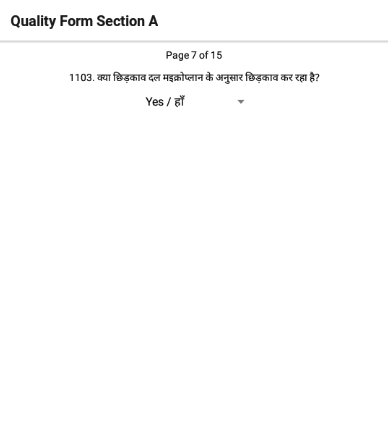 Quality Form Section A
Page 7 of 15
1103. क्या छिड़काव दल मइक्रोप्लान के अनुसार छिड़काव कर रहा है?
Yes / हाँ